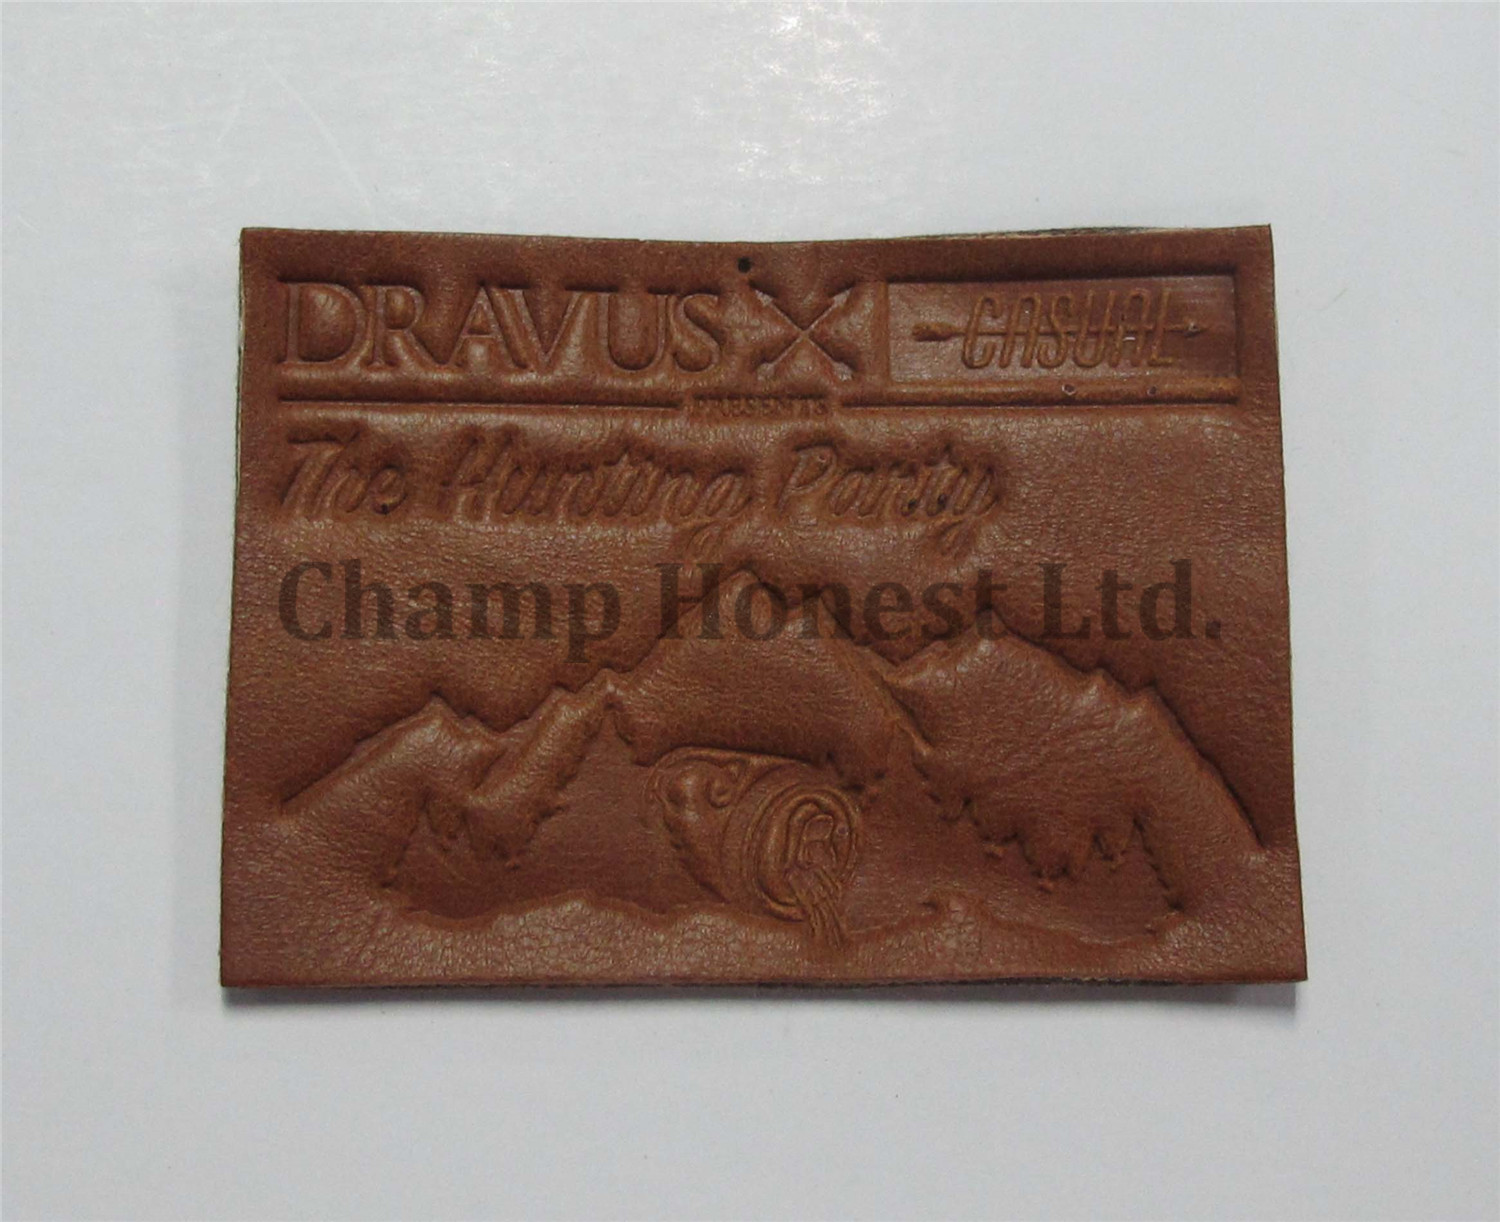 DRAVUS CASUAL
PRESENTS
The Hunting Party
Champ Honest Ltd.